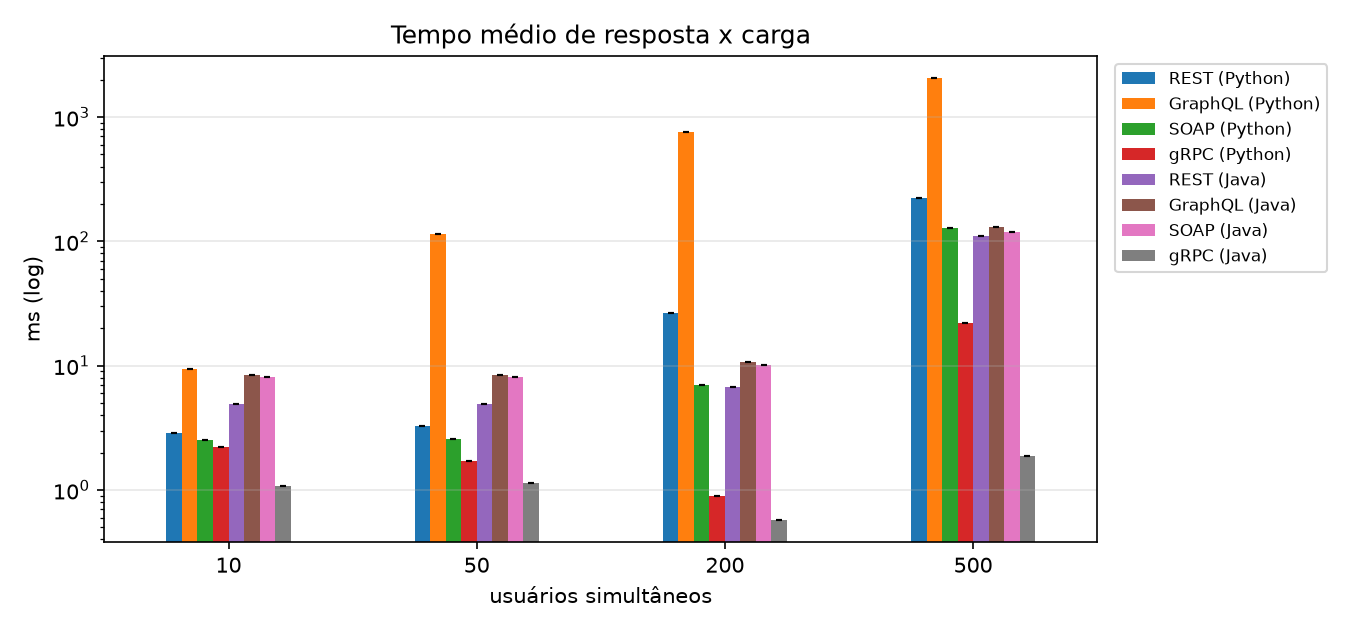 Tempo médio de resposta x carga
ms (log)
10³
10²
10¹
10⁰
10
50
200
500
usuários simultâneos
REST (Python)
GraphQL (Python)
SOAP (Python)
gRPC (Python)
REST (Java)
GraphQL (Java)
SOAP (Java)
gRPC (Java)